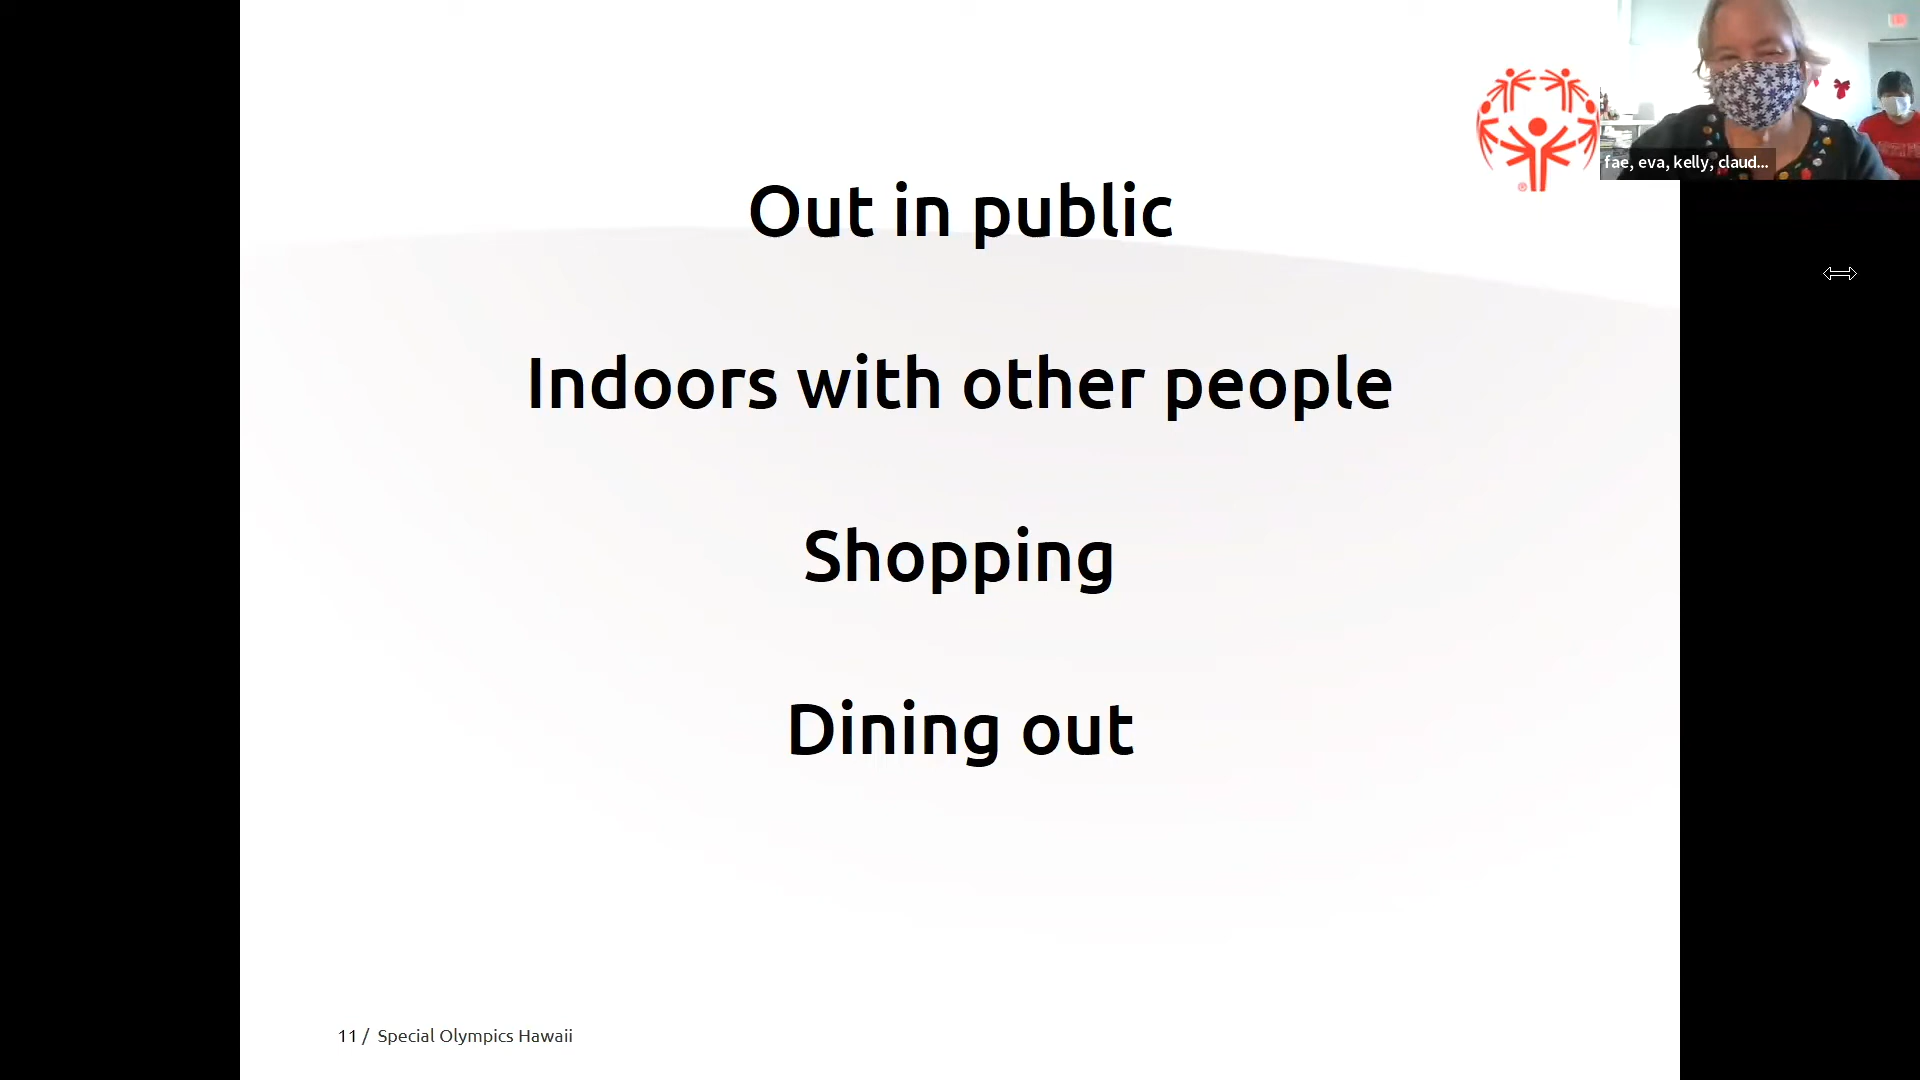 fae, eva, kelly, claud...
Out in public
Indoors with other people
Shopping
Dining out
11 / Special Olympics Hawaii
®